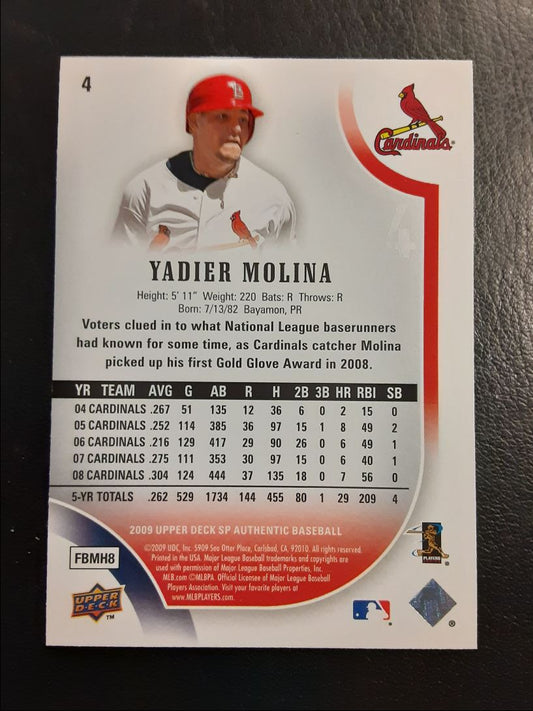 4
Cardinals
YADIER MOLINA
Height: 5' 11" Weight: 220 Bats: R Throws: R
Born: 7/13/82 Bayamon, PR
Voters clued in to what National League baserunners
had known for some time, as Cardinals catcher Molina
picked up his first Gold Glove Award in 2008.
YR TEAM AVG G AB R H 2B 3B HR RBI SB
04 CARDINALS .267 51 135 12 36 6 0 2 15 0
05 CARDINALS .252 114 385 36 97 15 1 8 49 2
06 CARDINALS .216 129 417 29 90 26 0 6 49 1
07 CARDINALS .275 111 353 30 97 15 0 6 40 1
08 CARDINALS .304 124 444 37 135 18 0 7 56 0
5-YR TOTALS .262 529 1734 144 455 80 1 29 209 4
2009 UPPER DECK SP AUTHENTIC BASEBALL
©2009 UDC, Inc. 5909 Sea Otter Place, Carlsbad, CA. 92010. All rights reserved.
Printed in the USA. Major League Baseball trademarks and copyrights are
used with permission of Major League Baseball Properties, Inc.
MLB.com ©MLBPA. Official Licensee of Major League Baseball
Players Association. Visit your favorite players at
www.MLBPLAYERS.com.
FBMH8
UPPER
DECK
TM
PLAYERS
®
®